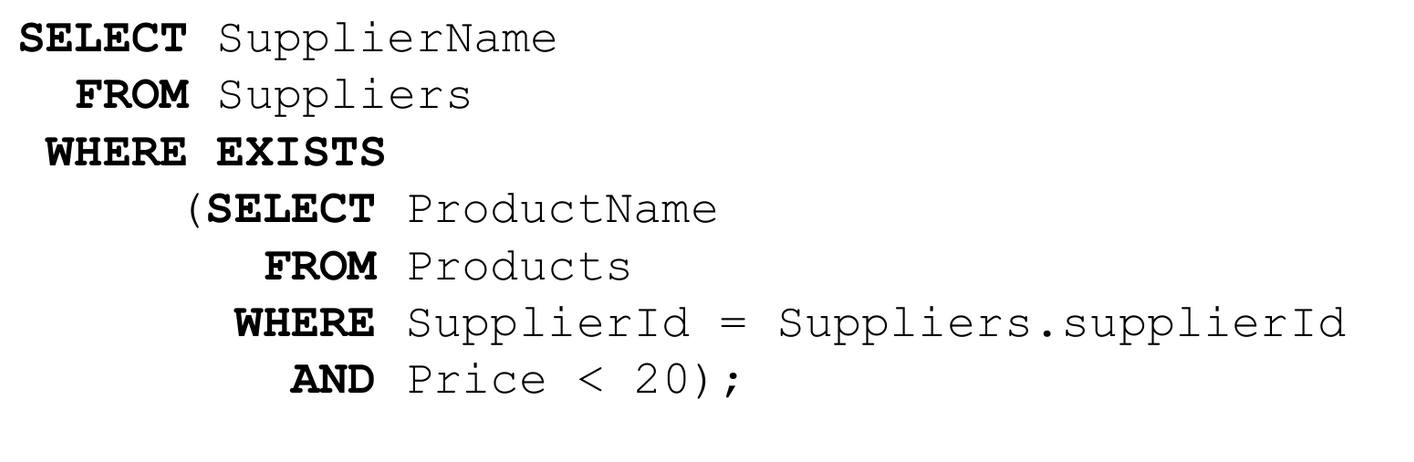 SELECT SupplierName
FROM Suppliers
WHERE EXISTS
(SELECT ProductName
FROM Products
WHERE SupplierId = Suppliers.supplierId
AND Price < 20);